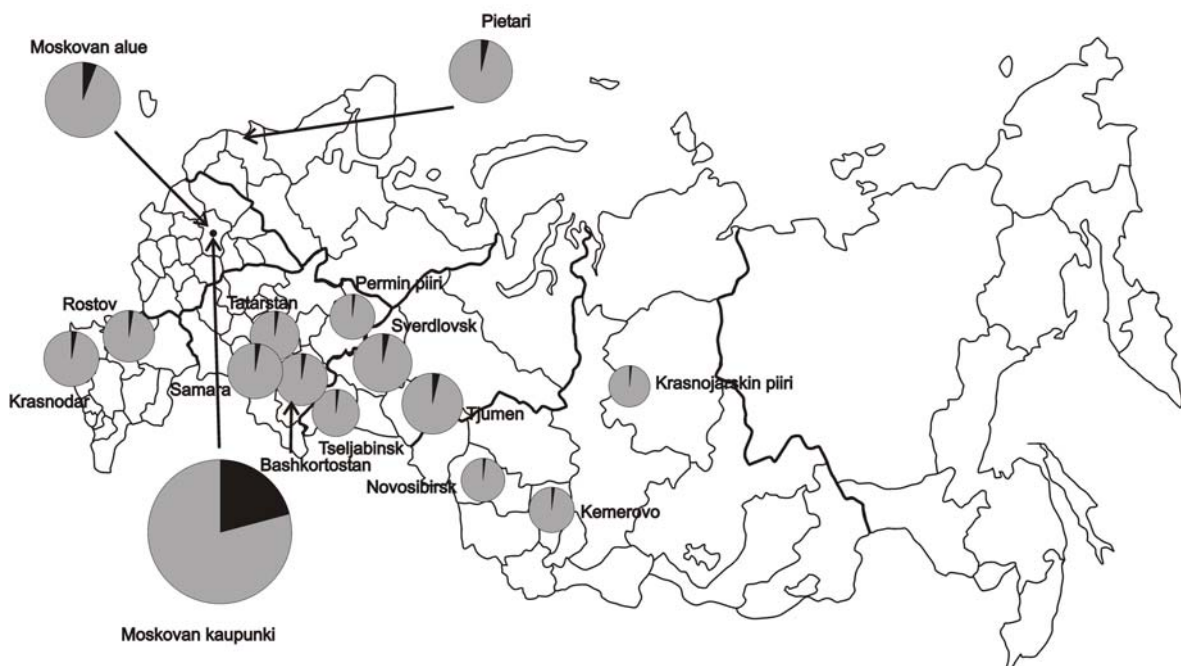 Pietari
Moskovan alue
Permin piiri
Rostov
Tatarstan
Sverdlovsk
Krasnodar
Samara
Krasnojarskin piiri
Tjumen
Tseljabinsk
Bashkortostan
Novosibirsk
Kemerovo
Moskovan kaupunki